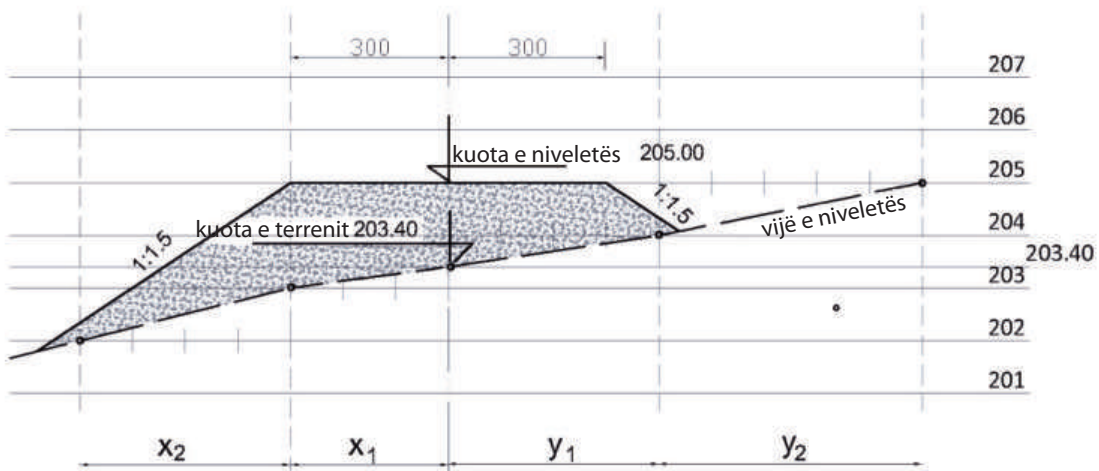 300 300
207
206
kuota e niveletës 205.00
205
1:1.5
1:1.5
vijë e niveletës
kuota e terrenit 203.40
204
203.40
203
202
201
x2 x1 y1 y2